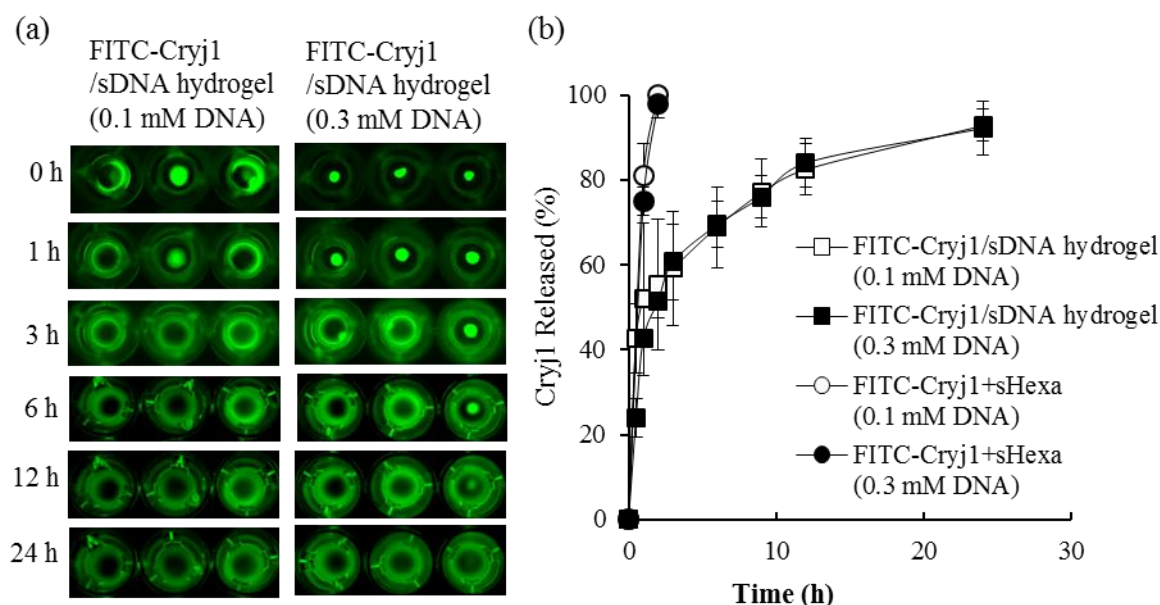 (a)
FITC-Cryj1
/sDNA hydrogel
(0.1 mM DNA)
FITC-Cryj1
/sDNA hydrogel
(0.3 mM DNA)
0 h
1 h
3 h
6 h
12 h
24 h
(b)
Cryj1 Released (%)
100
80
60
40
20
0
0
10
20
30
Time (h)
FITC-Cryj1/sDNA hydrogel
(0.1 mM DNA)
FITC-Cryj1/sDNA hydrogel
(0.3 mM DNA)
FITC-Cryj1+sHexa
(0.1 mM DNA)
FITC-Cryj1+sHexa
(0.3 mM DNA)